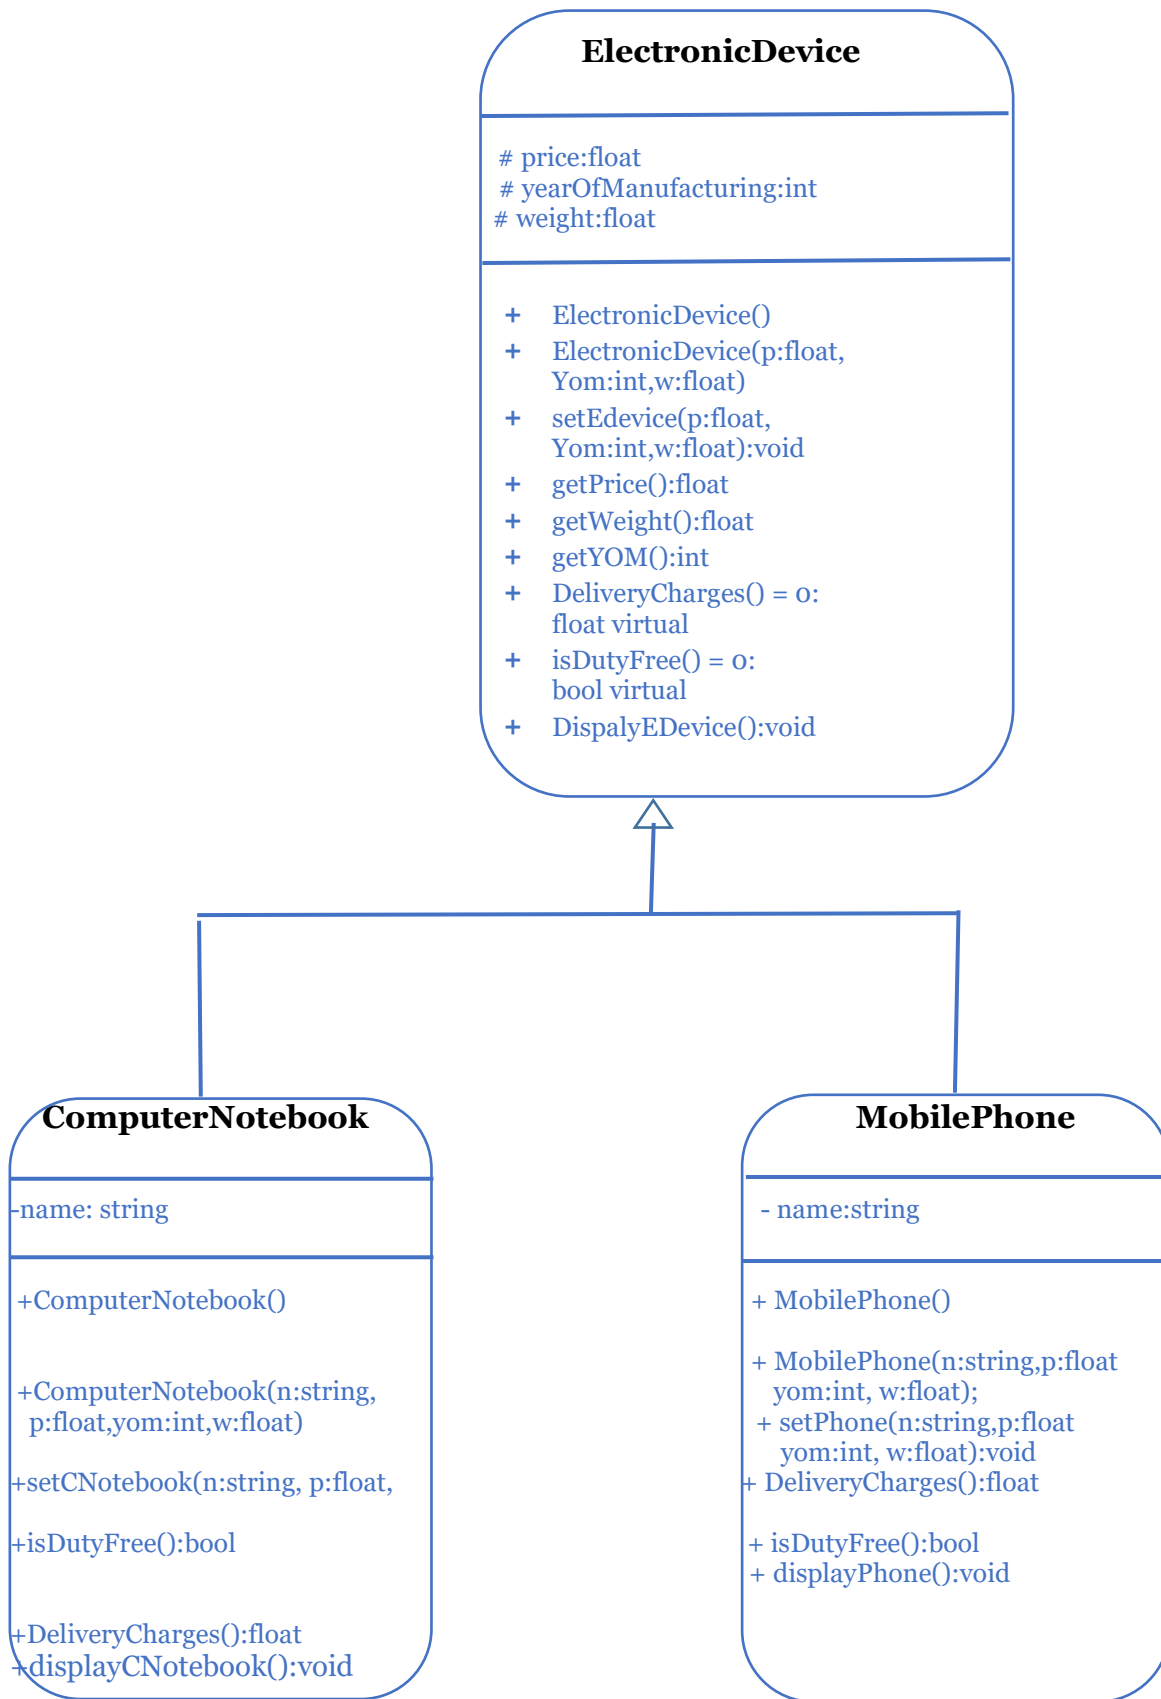 ElectronicDevice
# price:float
# yearOfManufacturing:int
# weight:float
+ ElectronicDevice()
+ ElectronicDevice(p:float,
Yom:int,w:float)
+ setEdevice(p:float,
Yom:int,w:float):void
+ getPrice():float
+ getWeight():float
+ getYOM():int
+ DeliveryCharges() = 0:
float virtual
+ isDutyFree() = 0:
bool virtual
+ DispalyEDevice():void
ComputerNotebook
-name: string
+ComputerNotebook()
+ComputerNotebook(n:string,
p:float,yom:int,w:float)
+setCNotebook(n:string, p:float,
+isDutyFree():bool
+DeliveryCharges():float
+displayCNotebook():void
MobilePhone
- name:string
+ MobilePhone()
+ MobilePhone(n:string,p:float
yom:int, w:float);
+ setPhone(n:string,p:float
yom:int, w:float):void
+ DeliveryCharges():float
+ isDutyFree():bool
+ displayPhone():void